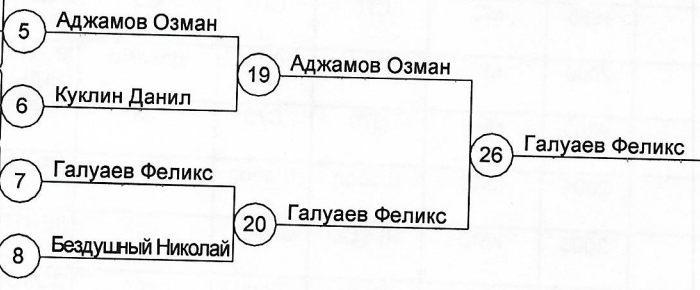 5 Аджамов Озман
19 Аджамов Озман
6 Куклин Данил
26 Галуаев Феликс
7 Галуаев Феликс
20 Галуаев Феликс
8 Бездушный Николай